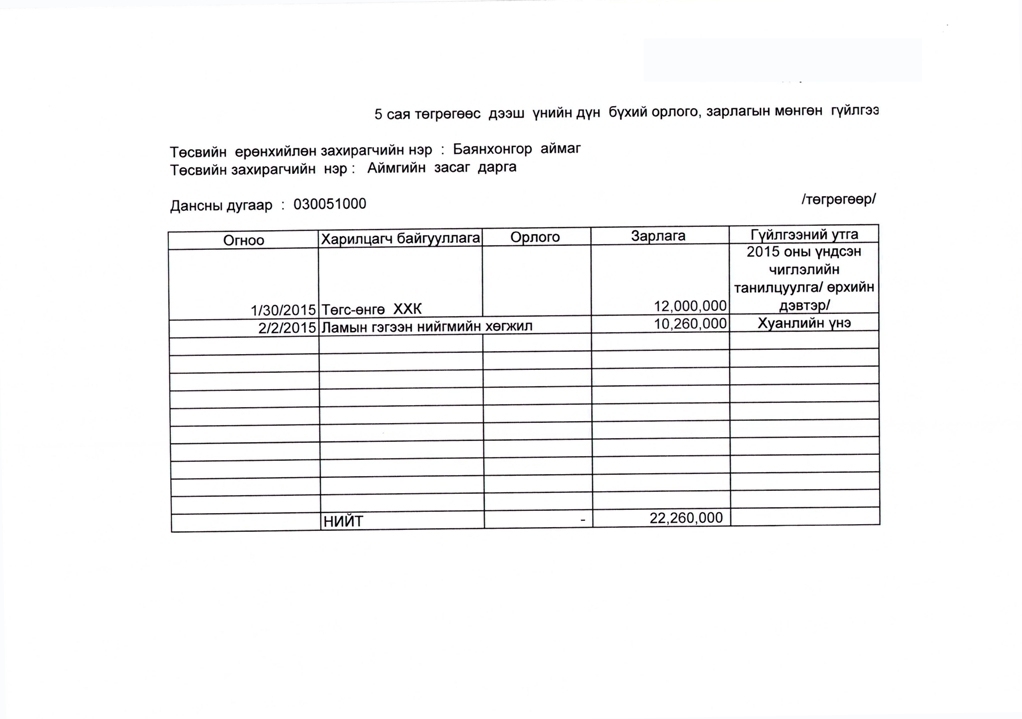 5 сая төгрөгөөс дээш үнийн дүн бүхий орлого, зарлагын мөнгөн гүйлгээ
Төсвийн ерөнхийлөн захирагчийн нэр : Баянхонгор аймаг
Төсвийн захирагчийн нэр : Аймгийн засаг дарга
Дансны дугаар : 030051000 /төгрөгөөр/
Огноо Харилцагч байгууллага Орлого Зарлага Гүйлгээний утга
2015 оны үндсэн
чиглэлийн
танилцуулга/ өрхийн
1/30/2015 Төгс-өнгө ХХК 12,000,000 дэвтэр/
2/2/2015 Ламын гэгээн нийгмийн хөгжил 10,260,000 Хуанлийн үнэ
НИЙТ - 22,260,000